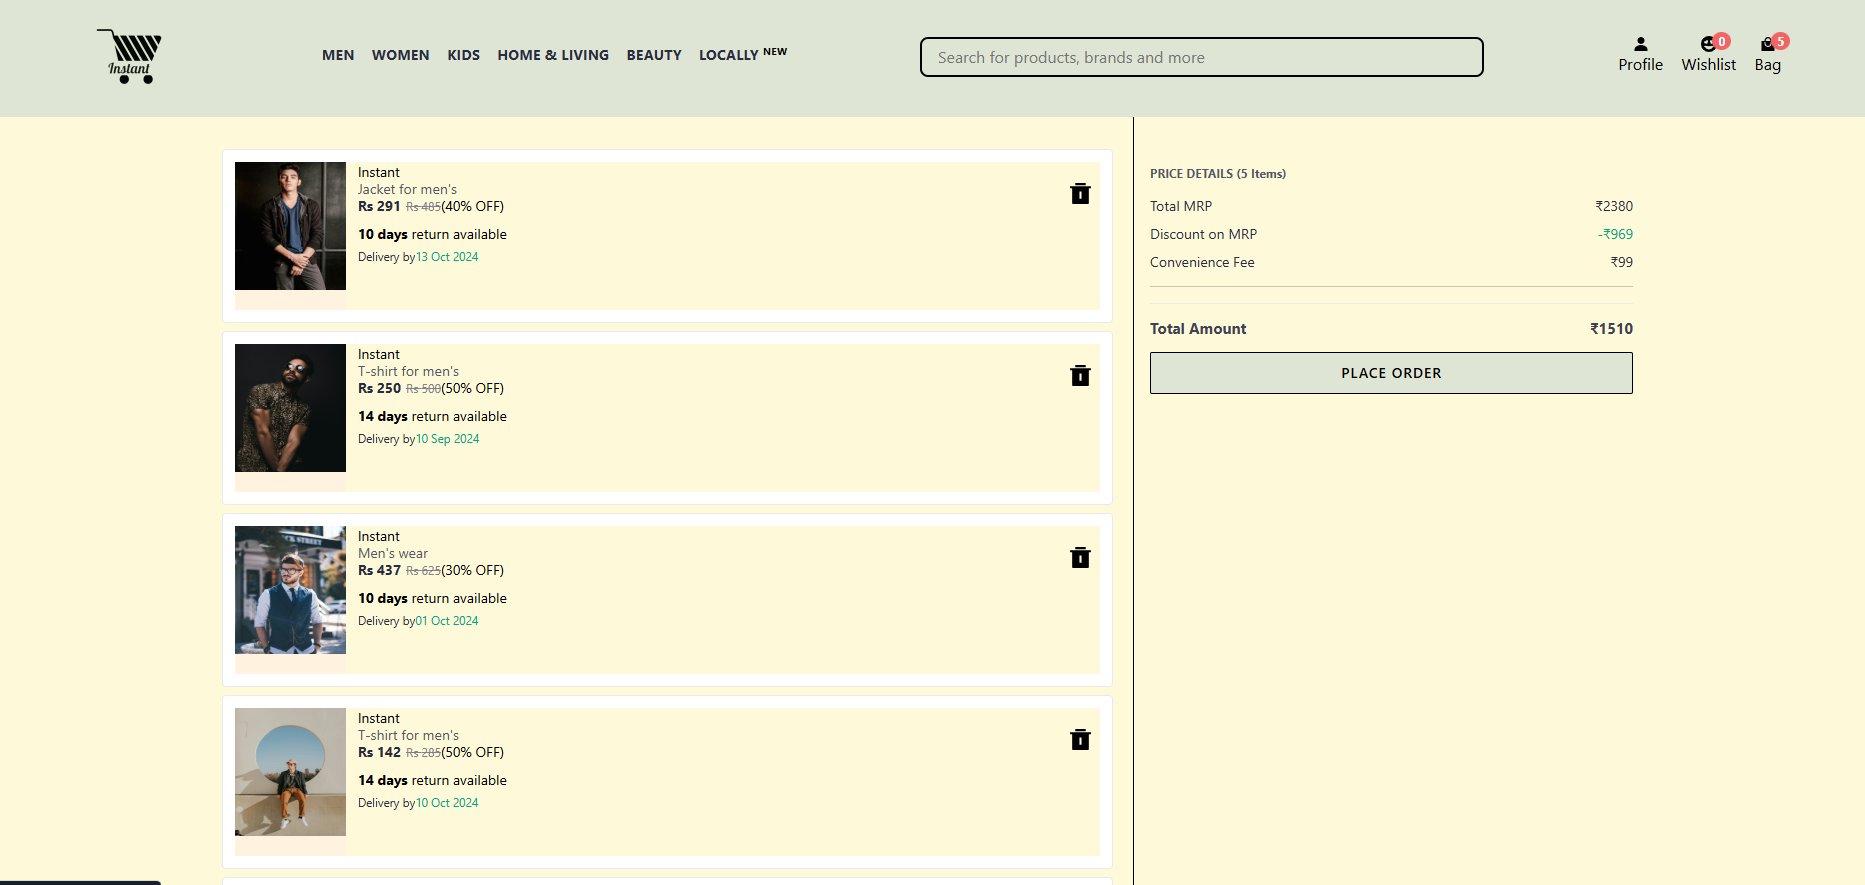 Instant
MEN WOMEN KIDS HOME & LIVING BEAUTY LOCALLY NEW
Search for products, brands and more
0 5
Profile Wishlist Bag
Instant
Jacket for men's
Rs 291 Rs 485(40% OFF)
10 days return available
Delivery by13 Oct 2024
Instant
T-shirt for men's
Rs 250 Rs 500(50% OFF)
14 days return available
Delivery by10 Sep 2024
CK STREET
Instant
Men's wear
Rs 437 Rs 625(30% OFF)
10 days return available
Delivery by01 Oct 2024
Instant
T-shirt for men's
Rs 142 Rs 285(50% OFF)
14 days return available
Delivery by10 Oct 2024
PRICE DETAILS (5 Items)
Total MRP ₹2380
Discount on MRP -₹969
Convenience Fee ₹99
Total Amount ₹1510
PLACE ORDER